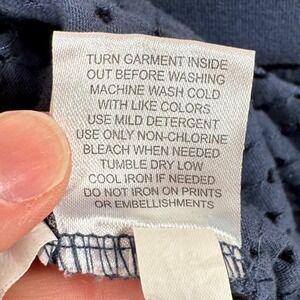 TURN GARMENT INSIDE
OUT BEFORE WASHING
MACHINE WASH COLD
WITH LIKE COLORS
USE MILD DETERGENT
USE ONLY NON-CHLORINE
BLEACH WHEN NEEDED
TUMBLE DRY LOW
COOL IRON IF NEEDED
DO NOT IRON ON PRINTS
OR EMBELLISHMENTS